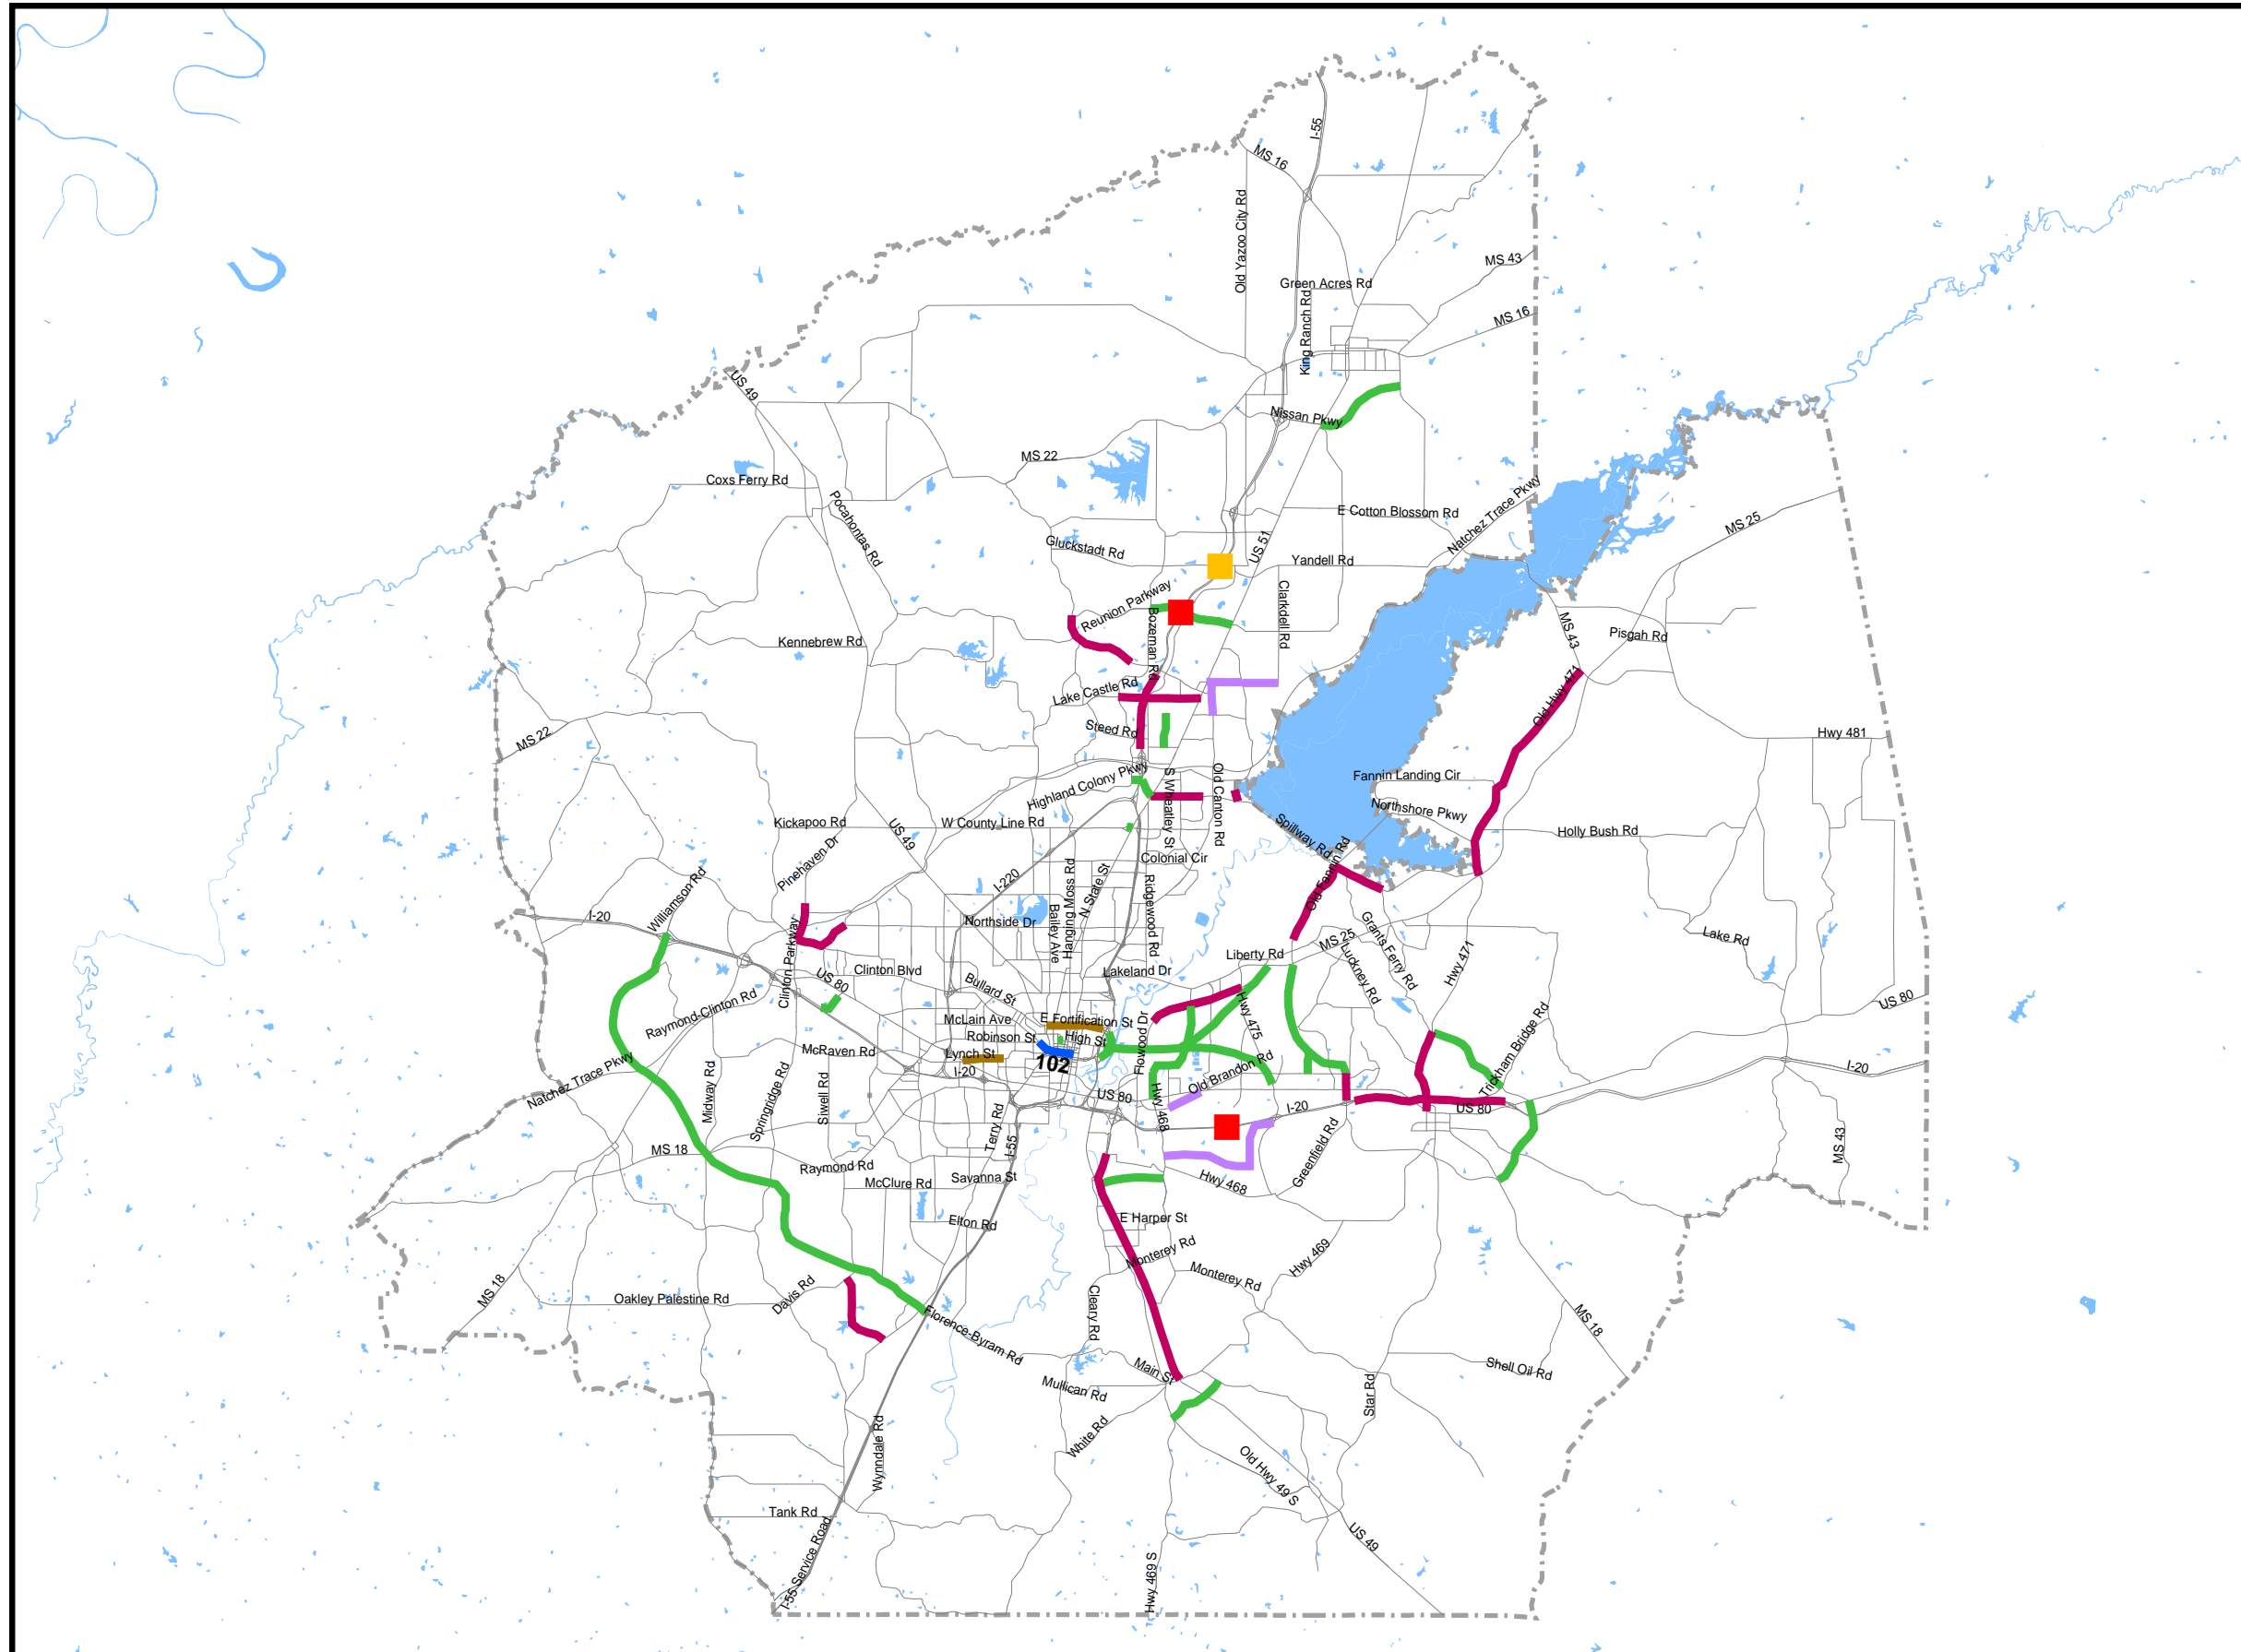 I-55
MS 16
Old Yazoo City Rd
MS 43
Green Acres Rd
King Ranch Rd
MS 16
US 49
Nissan Pkwy
MS 22
Coxs Ferry Rd
Pocahontas Rd
E Cotton Blossom Rd
Natchez Trace Pkwy
MS 25
Gluckstadt Rd
US 51
Yandell Rd
Reunion Parkway
Bozeman Rd
Clarkdell Rd
MS 43
Pisgah Rd
Kennebrew Rd
Lake Castle Rd
Old Hwy 471
Steed Rd
MS 22
Hwy 481
Highland Colony Pkwy
S Wheatley St
Old Canton Rd
Fannin Landing Cir
Northshore Pkwy
Kickapoo Rd
US 49
W County Line Rd
Spillway Rd
Holly Bush Rd
Pinehaven Dr
Colonial Cir
Old Fannin Rd
I-220
Hanging Moss Rd
N State St
Ridgewood Rd
Williamson Rd
I-20
Northside Dr
Bailey Ave
Clinton Parkway
Grants Ferry Rd
MS 25
Lake Rd
Liberty Rd
Luckney Rd
Hwy 471
Clinton Blvd
US 80
Bullard St
Lakeland Dr
Raymond-Clinton Rd
Hwy 475
US 80
McLain Ave
E Fortification St
Robinson St
High St
Flowood Dr
Trickham Bridge Rd
McRaven Rd
Lynch St
102
I-20
Old Brandon Rd
I-20
Natchez Trace Pkwy
Midway Rd
Springridge Rd
Siwell Rd
US 80
Hwy 468
I-20
US 80
Terry Rd
I-55
Greenfield Rd
MS 43
MS 18
Raymond Rd
McClure Rd
Savanna St
Hwy 468
Elton Rd
E Harper St
Monterey Rd
Hwy 469
Monterey Rd
MS 18
Oakley Palestine Rd
Davis Rd
Cleary Rd
Florence-Byram Rd
MS 18
Main St
Shell Oil Rd
Mullican Rd
Star Rd
White Rd
Wynndale Rd
Old Hwy 49 S
Tank Rd
US 49
I-55 Service Road
Hwy 469 S